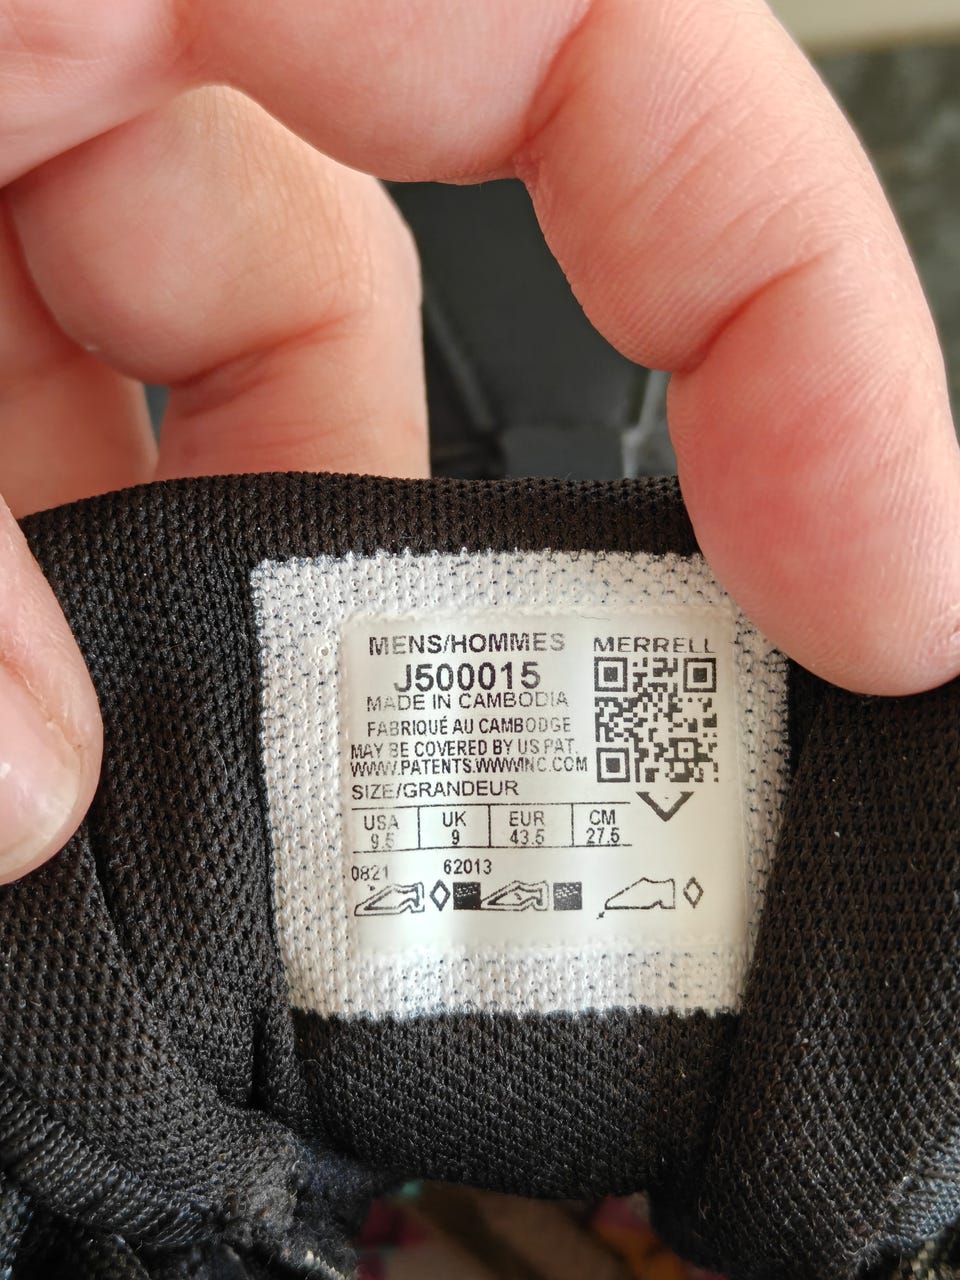 MENS/HOMMES
J500015
MADE IN CAMBODIA
FABRIQUÉ AU CAMBODGE
MAY BE COVERED BY US PAT.
WWW.PATENTS.WWWINC.COM
SIZE/GRANDEUR
USA UK EUR CM
9.5 9 43.5 27.5
0821 62013
MERRELL